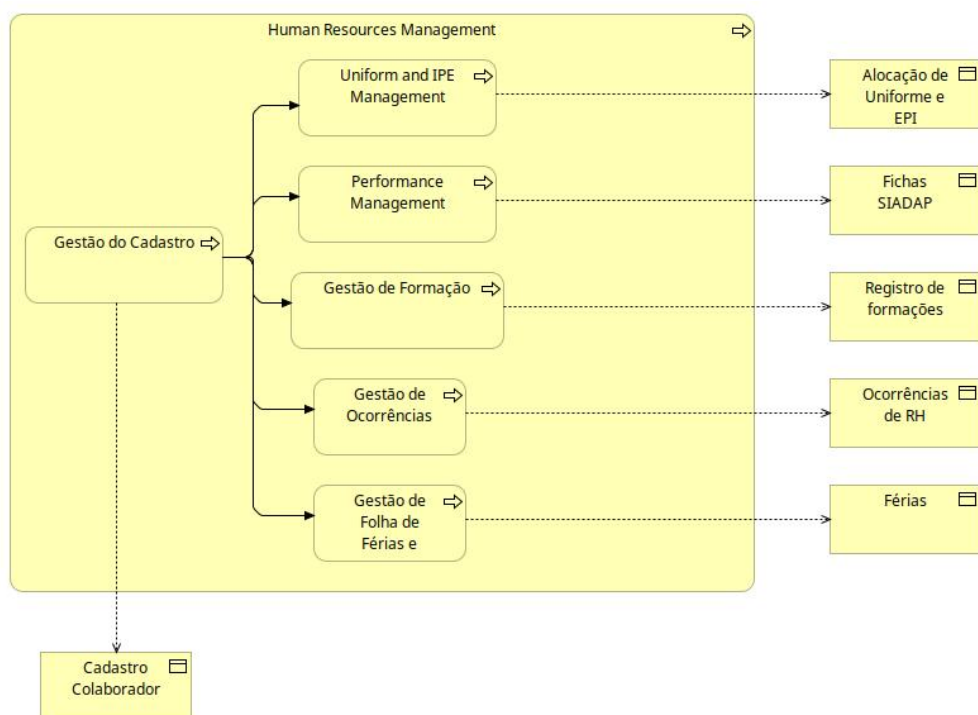 Human Resources Management
Uniform and IPE
Management
Alocação de
Uniforme e
EPI
Performance
Management
Fichas
SIADAP
Gestão do Cadastro
Gestão de Formação
Registro de
formações
Gestão de
Ocorrências
Ocorrências
de RH
Gestão de
Folha de
Férias e
Férias
Cadastro
Colaborador